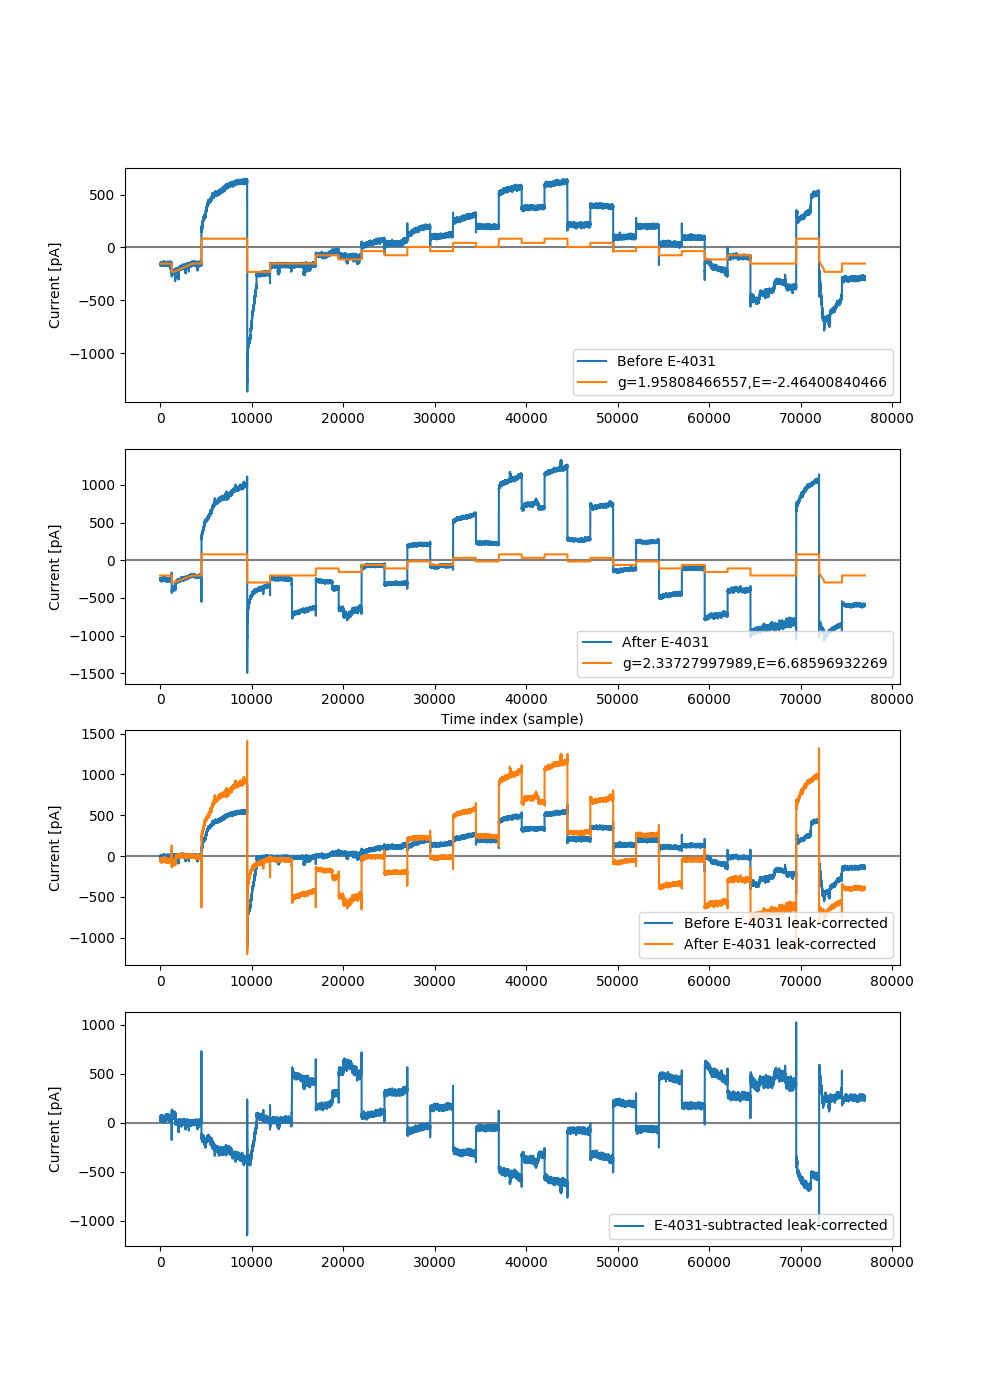 500
0
−500
−1000
Current [pA]
Before E-4031
g=1.95808466557,E=-2.46400840466
0 10000 20000 30000 40000 50000 60000 70000 80000
1000
500
0
−500
−1000
−1500
Current [pA]
After E-4031
g=2.33727997989,E=6.68596932269
0 10000 20000 30000 40000 50000 60000 70000 80000
Time index (sample)
1500
1000
500
0
−500
−1000
Current [pA]
Before E-4031 leak-corrected
After E-4031 leak-corrected
0 10000 20000 30000 40000 50000 60000 70000 80000
1000
500
0
−500
−1000
Current [pA]
E-4031-subtracted leak-corrected
0 10000 20000 30000 40000 50000 60000 70000 80000